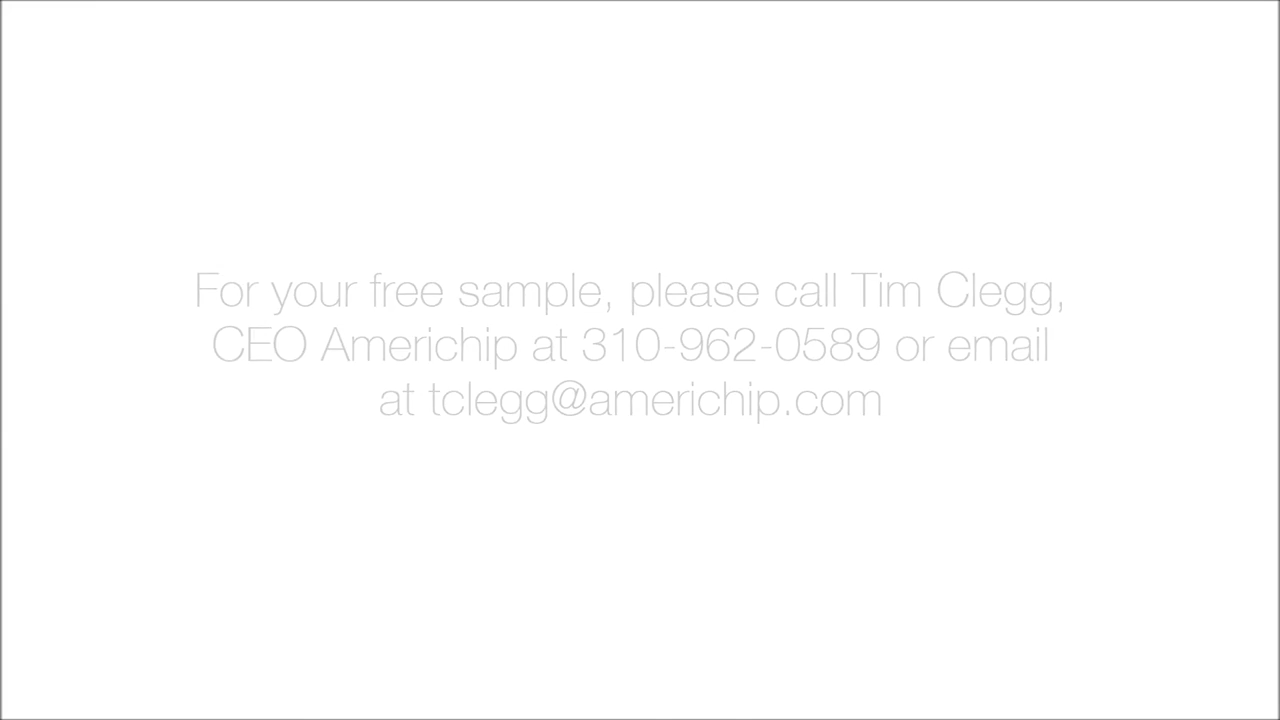 For your free sample, please call Tim Clegg,
CEO Americhip at 310-962-0589 or email
at tclegg@americhip.com